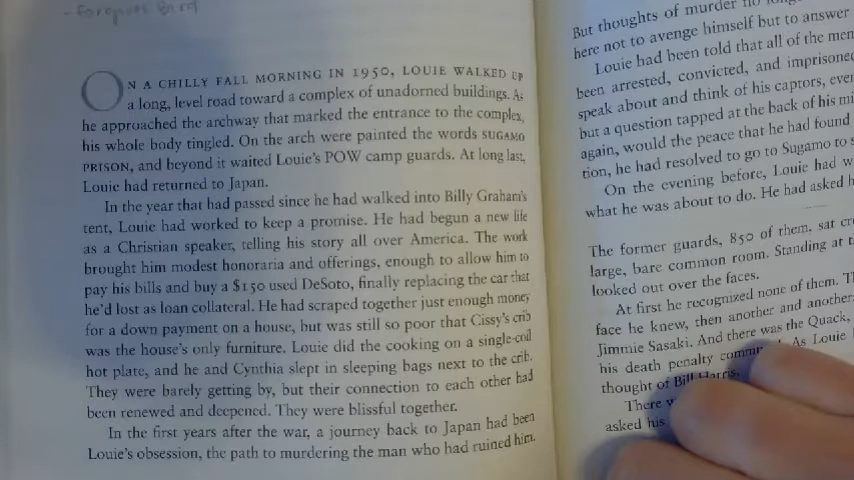 - Forgives Bird
ON A CHILLY FALL MORNING IN 1950, LOUIE WALKED UP
a long, level road toward a complex of unadorned buildings. As
he approached the archway that marked the entrance to the complex,
his whole body tingled. On the arch were painted the words SUGAMO
PRISON, and beyond it waited Louie's POW camp guards. At long last,
Louie had returned to Japan.
In the year that had passed since he had walked into Billy Graham's
tent, Louie had worked to keep a promise. He had begun a new life
as a Christian speaker, telling his story all over America. The work
brought him modest honoraria and offerings, enough to allow him to
pay his bills and buy a $150 used DeSoto, finally replacing the car that
he'd lost as loan collateral. He had scraped together just enough money
for a down payment on a house, but was still so poor that Cissy's crib
was the house's only furniture. Louie did the cooking on a single-coil
hot plate, and he and Cynthia slept in sleeping bags next to the crib.
They were barely getting by, but their connection to each other had
been renewed and deepened. They were blissful together.
In the first years after the war, a journey back to Japan had been
Louie's obsession, the path to murdering the man who had ruined him.
But thoughts of murder no
here not to avenge himself but to answer
Louie had been told that all of the men
been arrested, convicted, and imprisoned
speak about and think of his captors, even
but a question tapped at the back of his
again, would the peace that he had found
he had resolved to go to Sugamo to
On the evening before, Louie had
what he was about to do. He had asked
The former guards, 850 of them, sat
large, bare common room. Standing at
looked out over the faces.
At first he recognized none of them.
face he knew, then another and another
Jimmie Sasaki. And there was the Quack,
his death penalty As Louie
thought of Bill Harris.
There
asked his